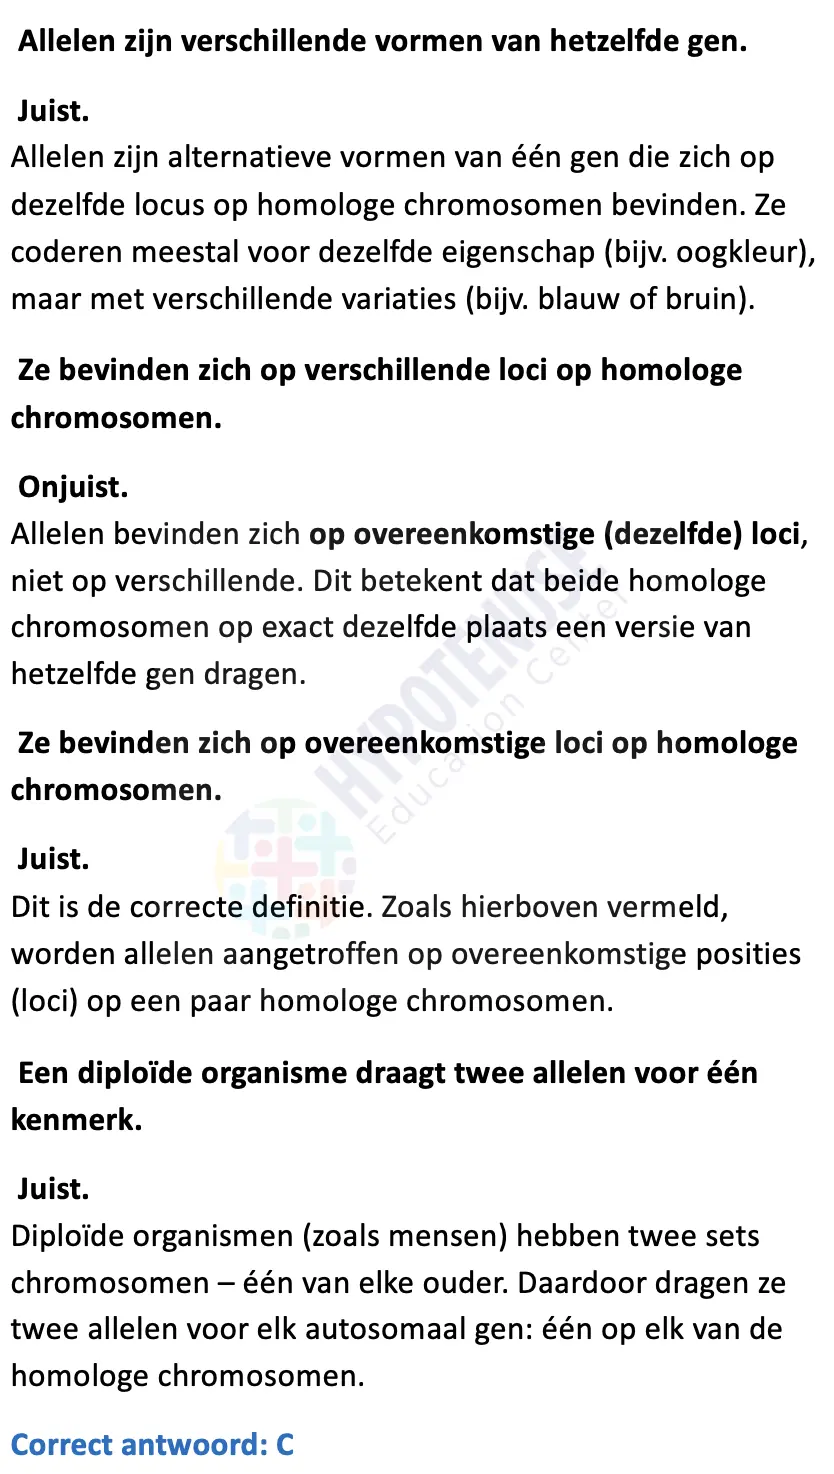 Allelen zijn verschillende vormen van hetzelfde gen.
Juist.
Allelen zijn alternatieve vormen van één gen die zich op
dezelfde locus op homologe chromosomen bevinden. Ze
coderen meestal voor dezelfde eigenschap (bijv. oogkleur),
maar met verschillende variaties (bijv. blauw of bruin).
Ze bevinden zich op verschillende loci op homologe
chromosomen.
Onjuist.
Allelen bevinden zich op overeenkomstige (dezelfde) loci,
niet op verschillende. Dit betekent dat beide homologe
chromosomen op exact dezelfde plaats een versie van
hetzelfde gen dragen.
Ze bevinden zich op overeenkomstige loci op homologe
chromosomen.
Juist.
Dit is de correcte definitie. Zoals hierboven vermeld,
worden allelen aangetroffen op overeenkomstige posities
(loci) op een paar homologe chromosomen.
Een diploïde organisme draagt twee allelen voor één
kenmerk.
Juist.
Diploïde organismen (zoals mensen) hebben twee sets
chromosomen – één van elke ouder. Daardoor dragen ze
twee allelen voor elk autosomaal gen: één op elk van de
homologe chromosomen.
Correct antwoord: C
HYPOTENUSE
Education Center